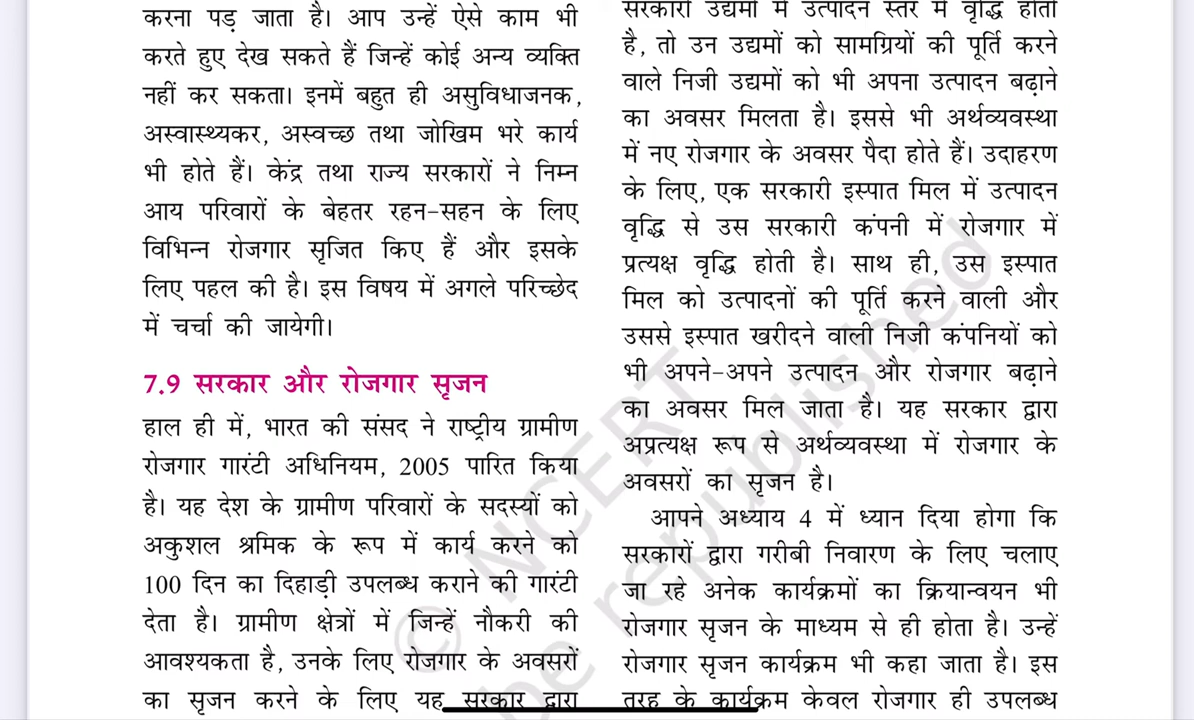 करना पड़ जाता है। आप उन्हें ऐसे काम भी
करते हुए देख सकते हैं जिन्हें कोई अन्य व्यक्ति
नहीं कर सकता। इनमें बहुत ही असुविधाजनक,
अस्वास्थ्यकर, अस्वच्छ तथा जोखिम भरे कार्य
भी होते हैं। केंद्र तथा राज्य सरकारों ने निम्न
आय परिवारों के बेहतर रहन-सहन के लिए
विभिन्न रोजगार सृजित किए हैं और इसके
लिए पहल की है। इस विषय में अगले परिच्छेद
में चर्चा की जायेगी।
7.9 सरकार और रोजगार सृजन
हाल ही में, भारत की संसद ने राष्ट्रीय ग्रामीण
रोजगार गारंटी अधिनियम, 2005 पारित किया
है। यह देश के ग्रामीण परिवारों के सदस्यों को
अकुशल श्रमिक के रूप में कार्य करने को
100 दिन का दिहाड़ी उपलब्ध कराने की गारंटी
देता है। ग्रामीण क्षेत्रों में जिन्हें नौकरी की
आवश्यकता है, उनके लिए रोजगार के अवसरों
का सृजन करने के लिए यह सरकार द्वारा
सरकारी उद्यमों में उत्पादन स्तर में वृद्धि होती
है, तो उन उद्यमों को सामग्रियों की पूर्ति करने
वाले निजी उद्यमों को भी अपना उत्पादन बढ़ाने
का अवसर मिलता है। इससे भी अर्थव्यवस्था
में नए रोजगार के अवसर पैदा होते हैं। उदाहरण
के लिए, एक सरकारी इस्पात मिल में उत्पादन
वृद्धि से उस सरकारी कंपनी में रोजगार में
प्रत्यक्ष वृद्धि होती है। साथ ही, उस इस्पात
मिल को उत्पादनों की पूर्ति करने वाली और
उससे इस्पात खरीदने वाली निजी कंपनियों को
भी अपने-अपने उत्पादन और रोजगार बढ़ाने
का अवसर मिल जाता है। यह सरकार द्वारा
अप्रत्यक्ष रूप से अर्थव्यवस्था में रोजगार के
अवसरों का सृजन है।
आपने अध्याय 4 में ध्यान दिया होगा कि
सरकारों द्वारा गरीबी निवारण के लिए चलाए
जा रहे अनेक कार्यक्रमों का क्रियान्वयन भी
रोजगार सृजन के माध्यम से ही होता है। उन्हें
रोजगार सृजन कार्यक्रम भी कहा जाता है। इस
तरह के कार्यक्रम केवल रोजगार ही उपलब्ध
© NCERT
be republished